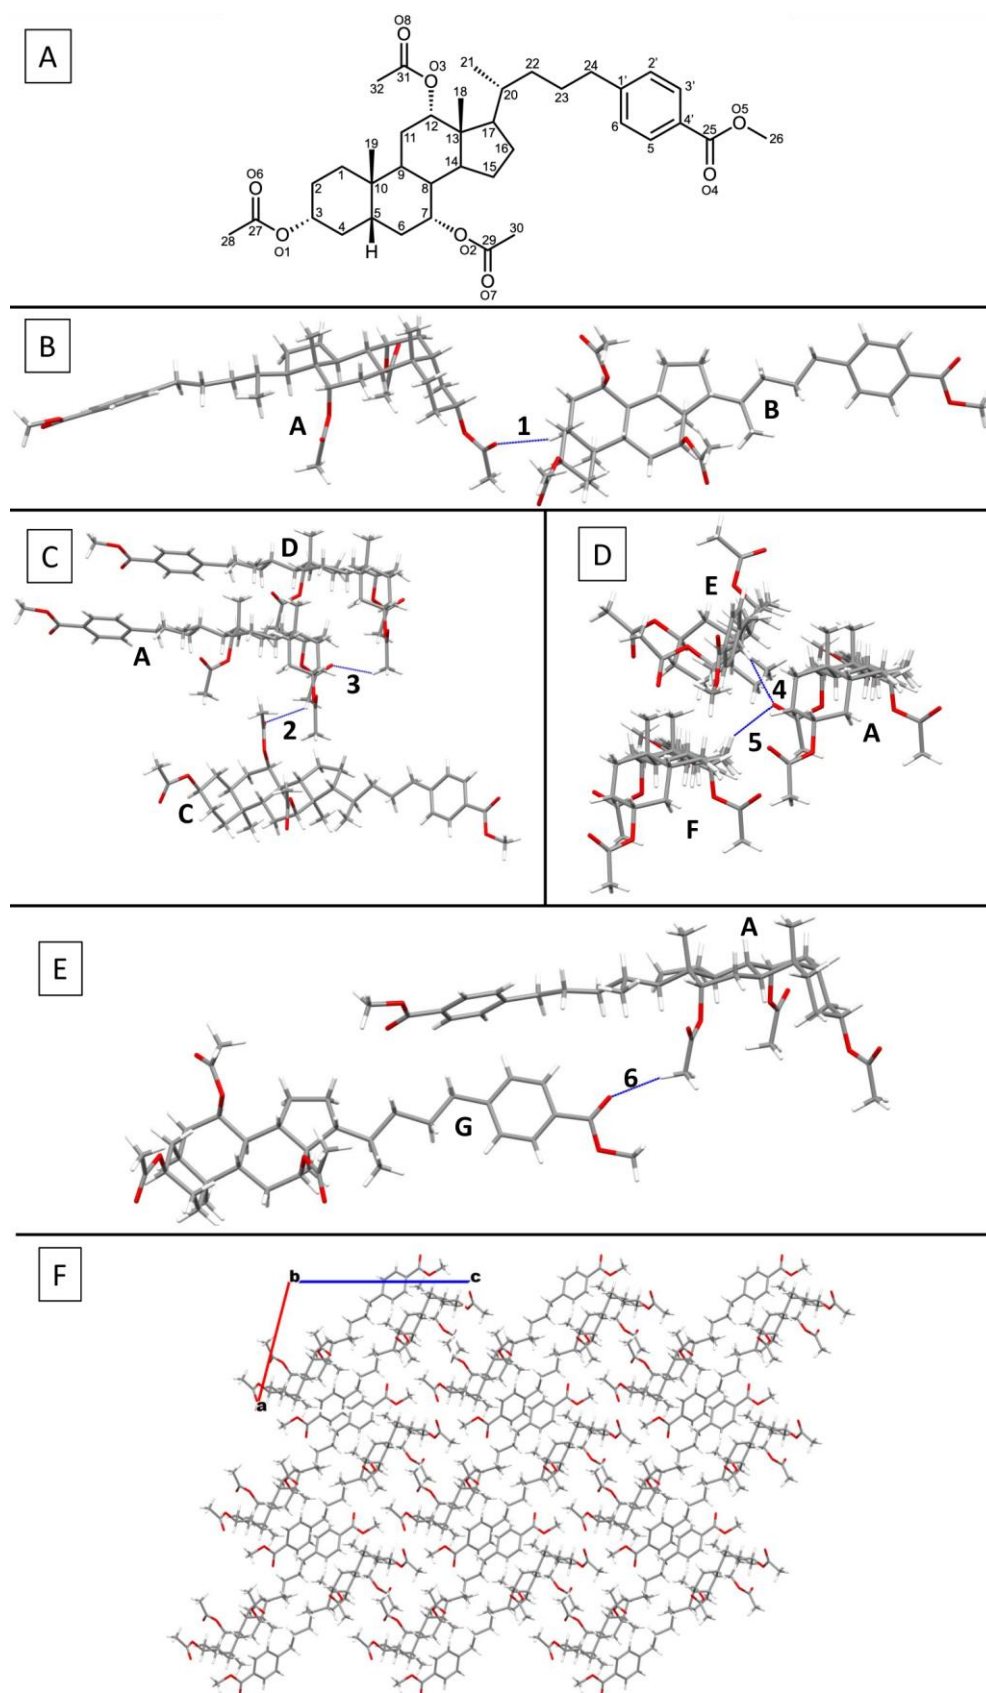 A
O8
O
31
32
O
O3
12
11
18
13
21
20
22
23
24
1'
2'
3'
4'
5
6
25
O
O5
26
O
O4
17
16
15
14
19
1
2
3
4
5
6
7
8
9
10
H
O6
O
27
28
O
O1
O
O2
29
30
O
O7
B
A
1
B
C
D
A
3
2
C
D
E
4
5
A
F
E
A
6
G
F
b
c
a